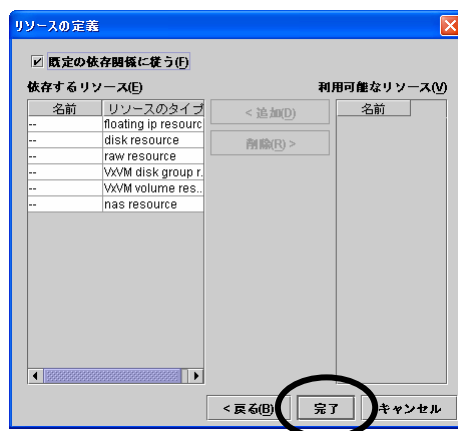 リソースの定義
既定の依存関係に従う(F)
依存するリソース(E)
利用可能なリソース(V)
名前 リソースのタイプ
< 追加(D)
名前
-- floating ip resourc
-- disk resource
削除(R) >
-- raw resource
-- VxVM disk group r.
-- VxVM volume res..
-- nas resource
< 戻る(B)
完了
キャンセル